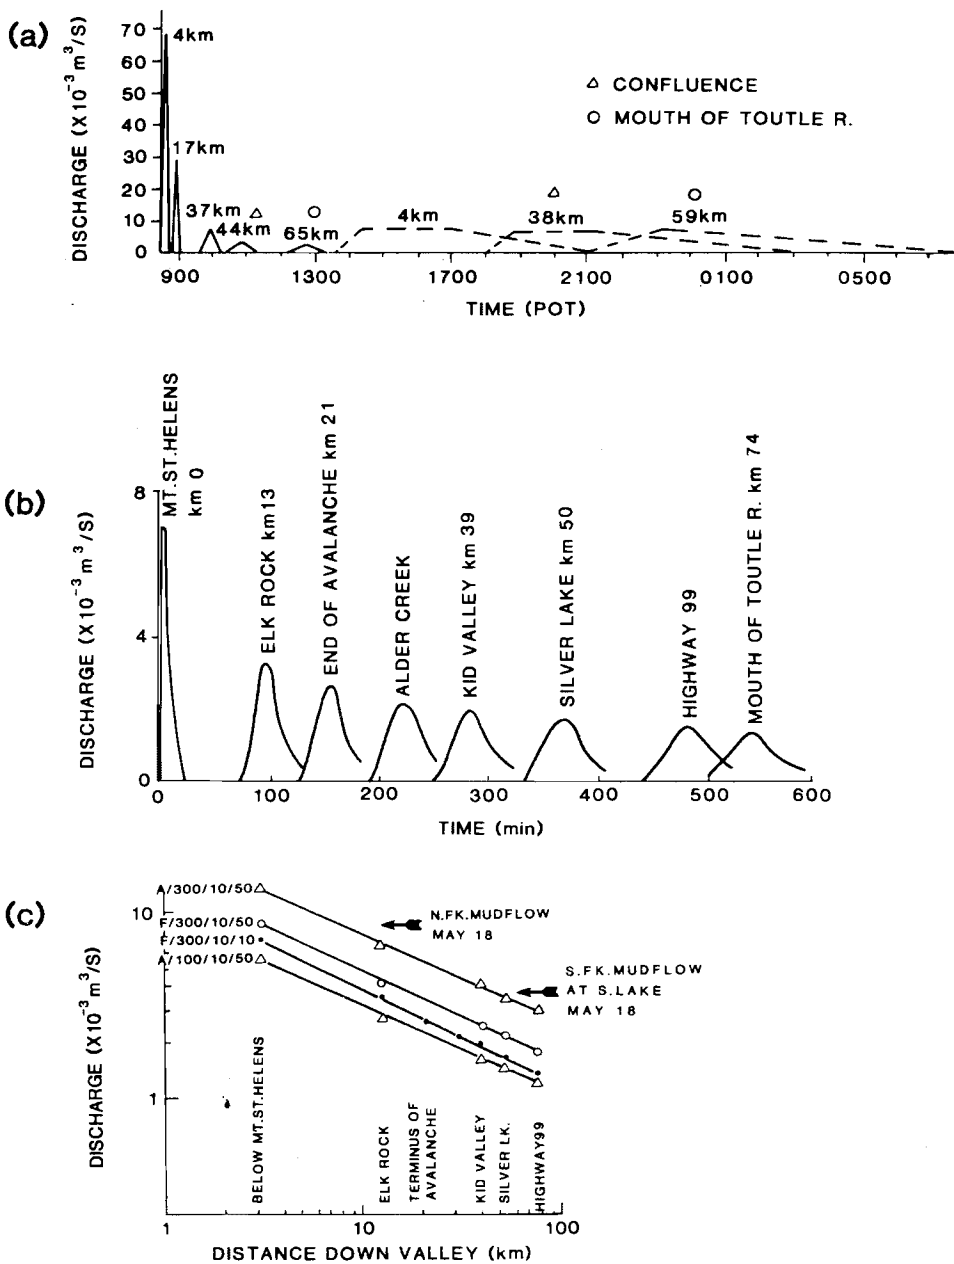 (a)
DISCHARGE (X10⁻³ m³/S)
70
60
50
40
30
20
10
0
4km
17km
37km
44km
65km
4km
38km
59km
△ CONFLUENCE
○ MOUTH OF TOUTLE R.
900
1300
1700
2100
0100
0500
TIME (POT)
(b)
DISCHARGE (X10⁻³ m³/S)
8
4
0
MT.ST.HELENS
km 0
ELK ROCK km13
END OF AVALANCHE km 21
ALDER CREEK
KID VALLEY km 39
SILVER LAKE km 50
HIGHWAY 99
MOUTH OF TOUTLE R. km 74
0
100
200
300
400
500
600
TIME (min)
(c)
DISCHARGE (X10⁻³ m³/S)
10
1
A/300/10/50
F/300/10/50
F/300/10/10
A/100/10/50
N.FK.MUDFLOW
MAY 18
S.FK.MUDFLOW
AT S.LAKE
MAY 18
BELOW MT.ST.HELENS
ELK ROCK
TERMINUS OF
AVALANCHE
KID VALLEY
SILVER LK.
HIGHWAY99
1
10
100
DISTANCE DOWN VALLEY (km)